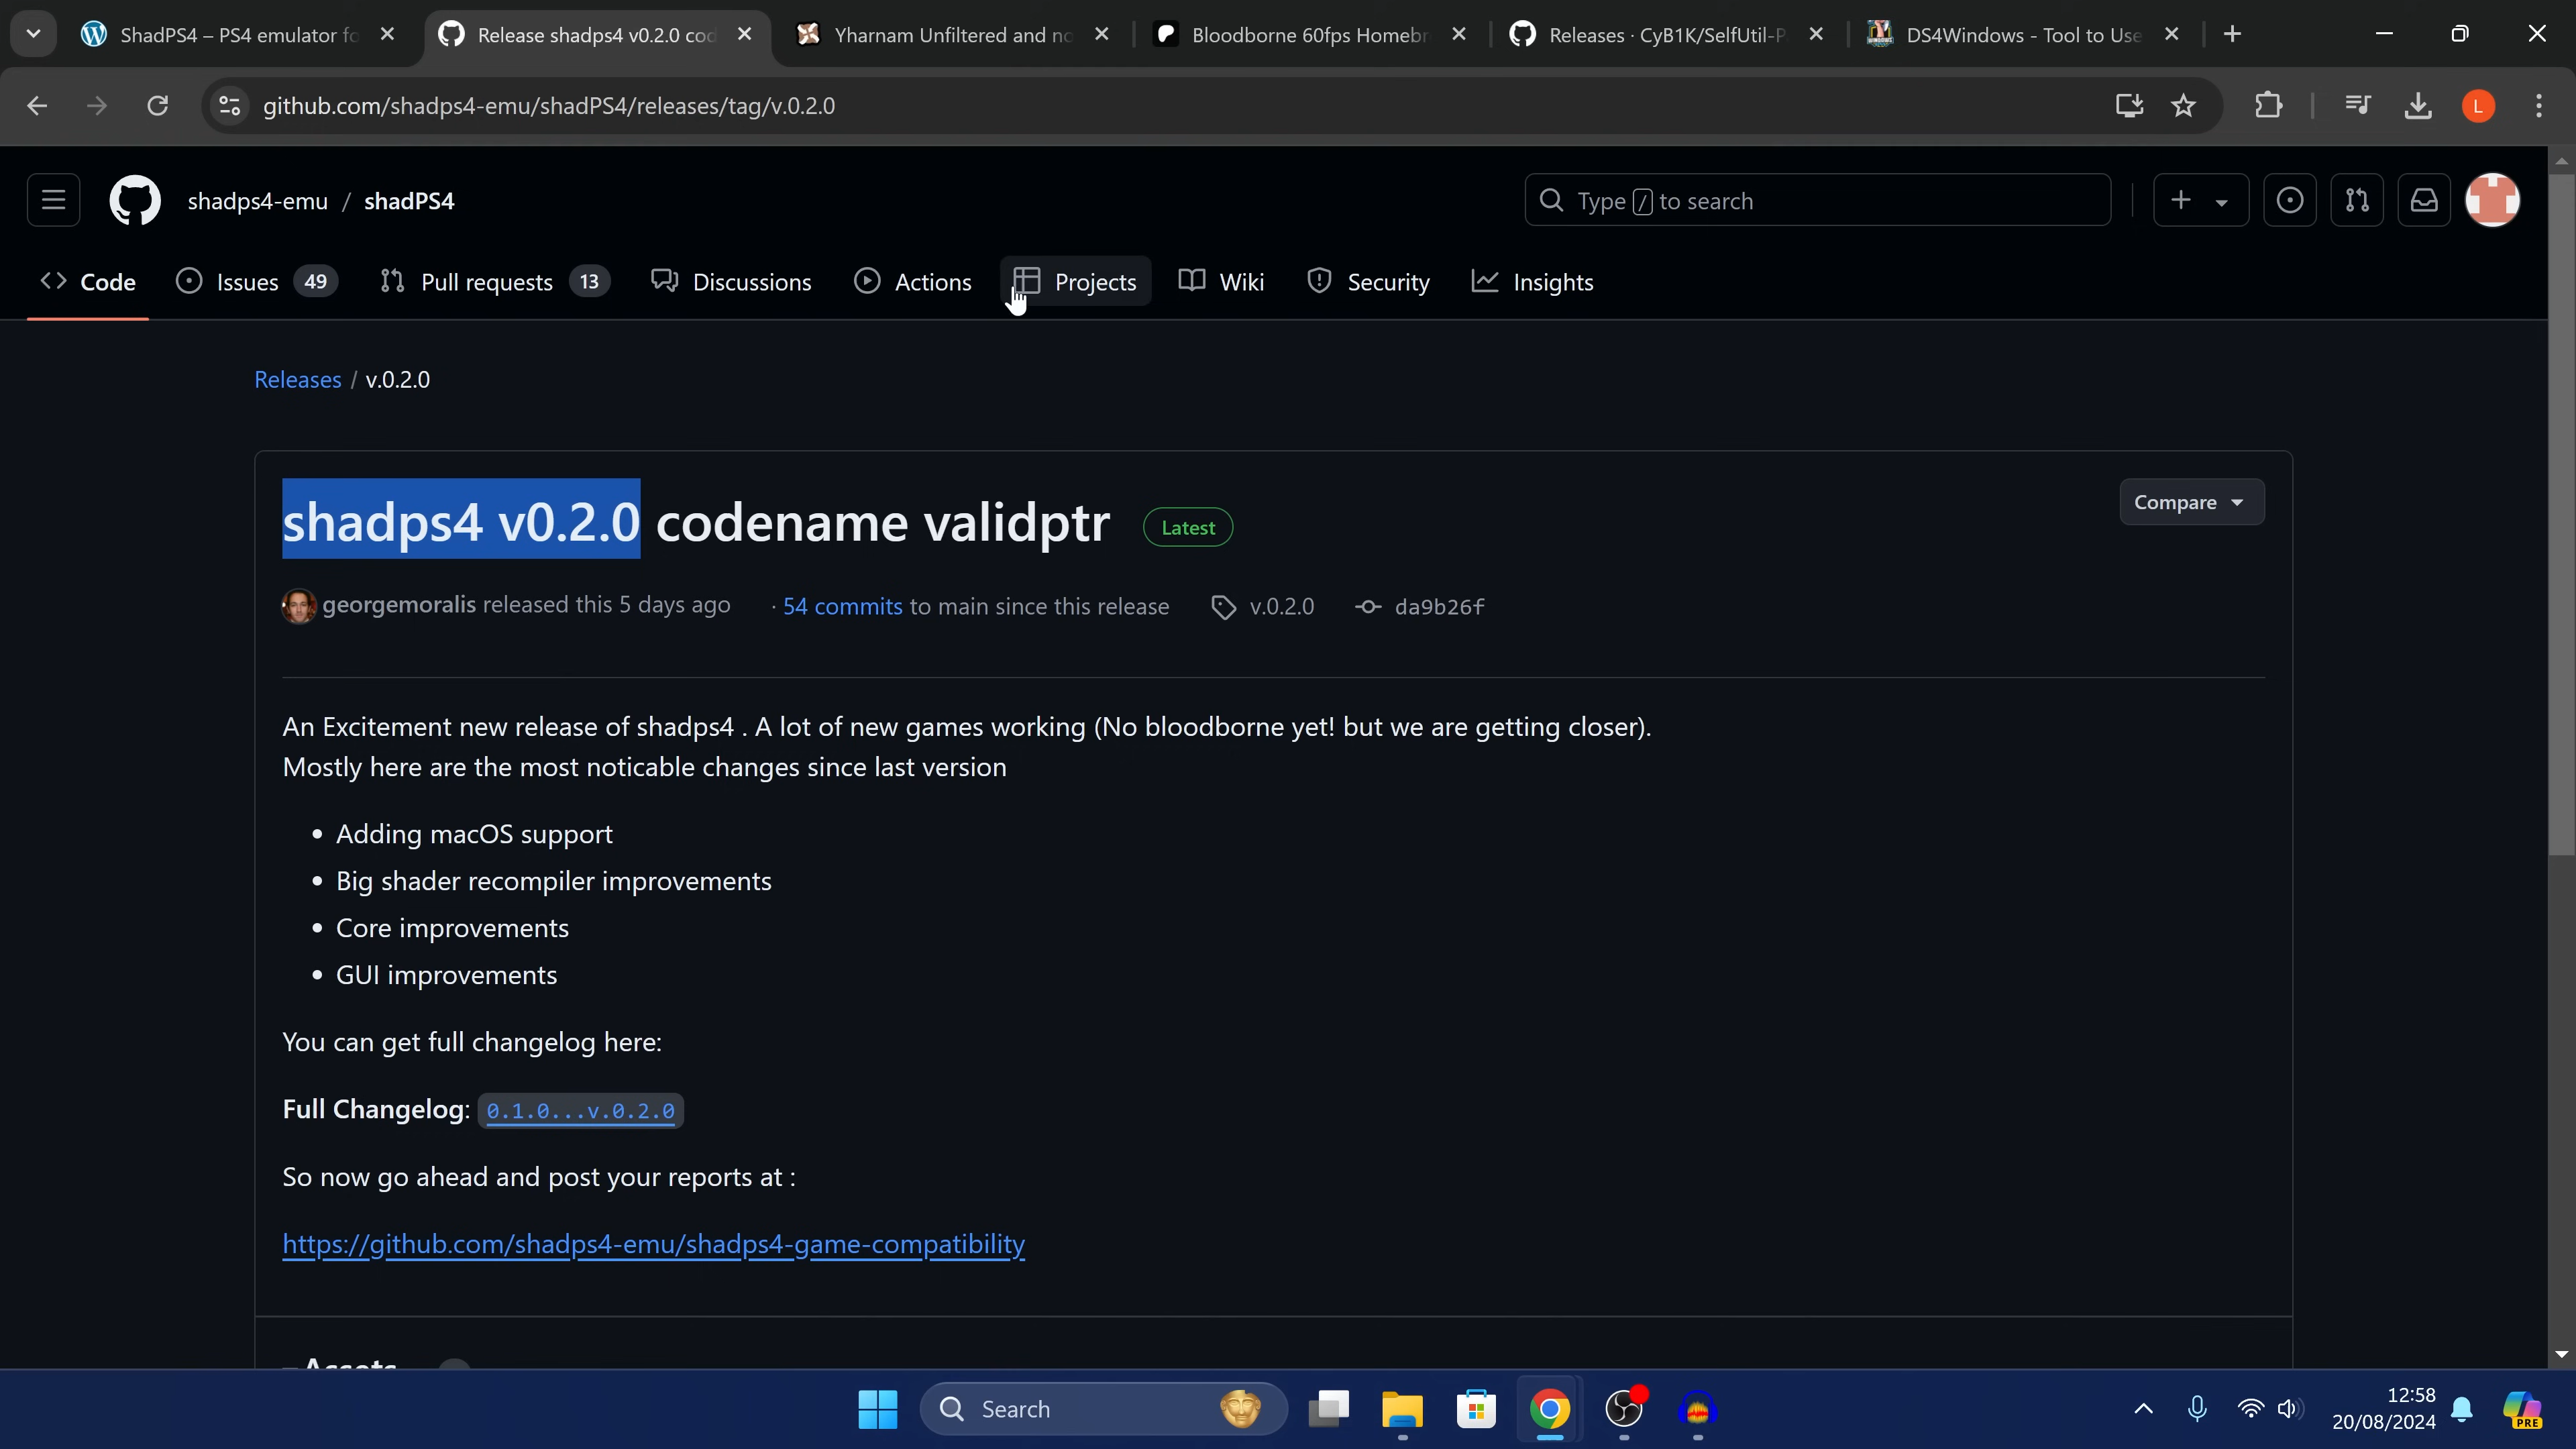 ShadPS4 – PS4 emulator fo
Release shadps4 v0.2.0 cod
Yharnam Unfiltered and no
Bloodborne 60fps Homebr
Releases · CyB1K/SelfUtil-P
DS4Windows - Tool to Use
github.com/shadps4-emu/shadPS4/releases/tag/v.0.2.0
L
shadps4-emu / shadPS4
Type / to search
Code
Issues 49
Pull requests 13
Discussions
Actions
Projects
Wiki
Security
Insights
Releases / v.0.2.0
shadps4 v0.2.0 codename validptr
Latest
Compare
georgemoralis released this 5 days ago
· 54 commits to main since this release
v.0.2.0
da9b26f
An Excitement new release of shadps4 . A lot of new games working (No bloodborne yet! but we are getting closer).
Mostly here are the most noticable changes since last version
• Adding macOS support
• Big shader recompiler improvements
• Core improvements
• GUI improvements
You can get full changelog here:
Full Changelog: 0.1.0...v.0.2.0
So now go ahead and post your reports at :
https://github.com/shadps4-emu/shadps4-game-compatibility
Assets
Search
12:58
20/08/2024
PRE